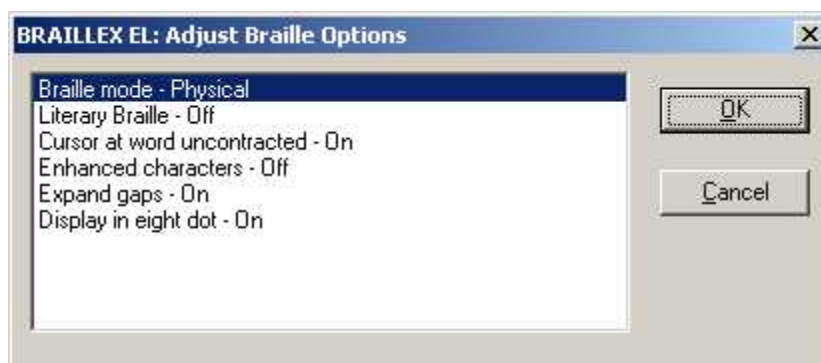 BRAILLEX EL: Adjust Braille Options
Braille mode - Physical
Literary Braille - Off
Cursor at word uncontracted - On
Enhanced characters - Off
Expand gaps - On
Display in eight dot - On
OK
Cancel